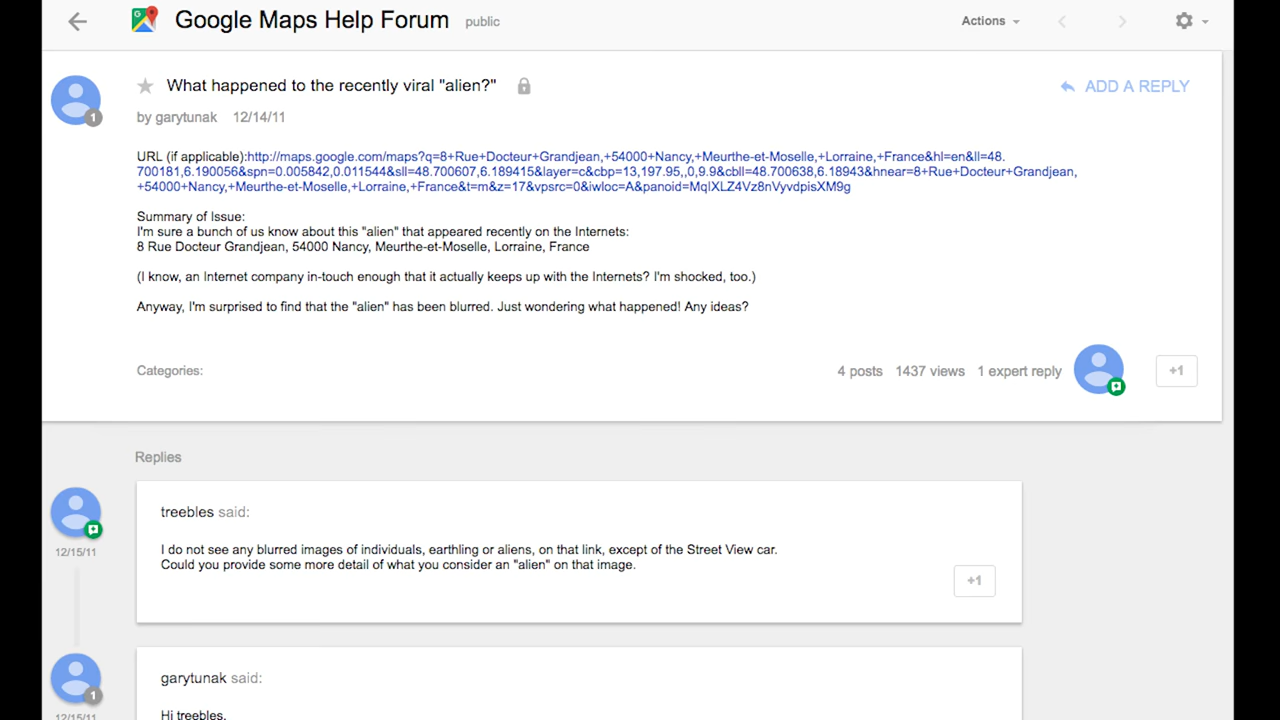 Google Maps Help Forum public
Actions
What happened to the recently viral "alien?"
ADD A REPLY
1
by garytunak 12/14/11
URL (if applicable):http://maps.google.com/maps?q=8+Rue+Docteur+Grandjean,+54000+Nancy,+Meurthe-et-Moselle,+Lorraine,+France&hl=en&ll=48.
700181,6.190056&spn=0.005842,0.011544&sll=48.700607,6.189415&layer=c&cbp=13,197.95,,0,9.9&cbll=48.700638,6.18943&hnear=8+Rue+Docteur+Grandjean,
+54000+Nancy,+Meurthe-et-Moselle,+Lorraine,+France&t=m&z=17&vpsrc=0&iwloc=A&panoid=MqlXLZ4Vz8nVyvdpisXM9g
Summary of Issue:
I'm sure a bunch of us know about this "alien" that appeared recently on the Internets:
8 Rue Docteur Grandjean, 54000 Nancy, Meurthe-et-Moselle, Lorraine, France
(I know, an Internet company in-touch enough that it actually keeps up with the Internets? I'm shocked, too.)
Anyway, I'm surprised to find that the "alien" has been blurred. Just wondering what happened! Any ideas?
Categories:
4 posts 1437 views 1 expert reply
+1
Replies
treebles said:
12/15/11
I do not see any blurred images of individuals, earthling or aliens, on that link, except of the Street View car.
Could you provide some more detail of what you consider an "alien" on that image.
+1
garytunak said:
1
12/15/11
Hi treebles,